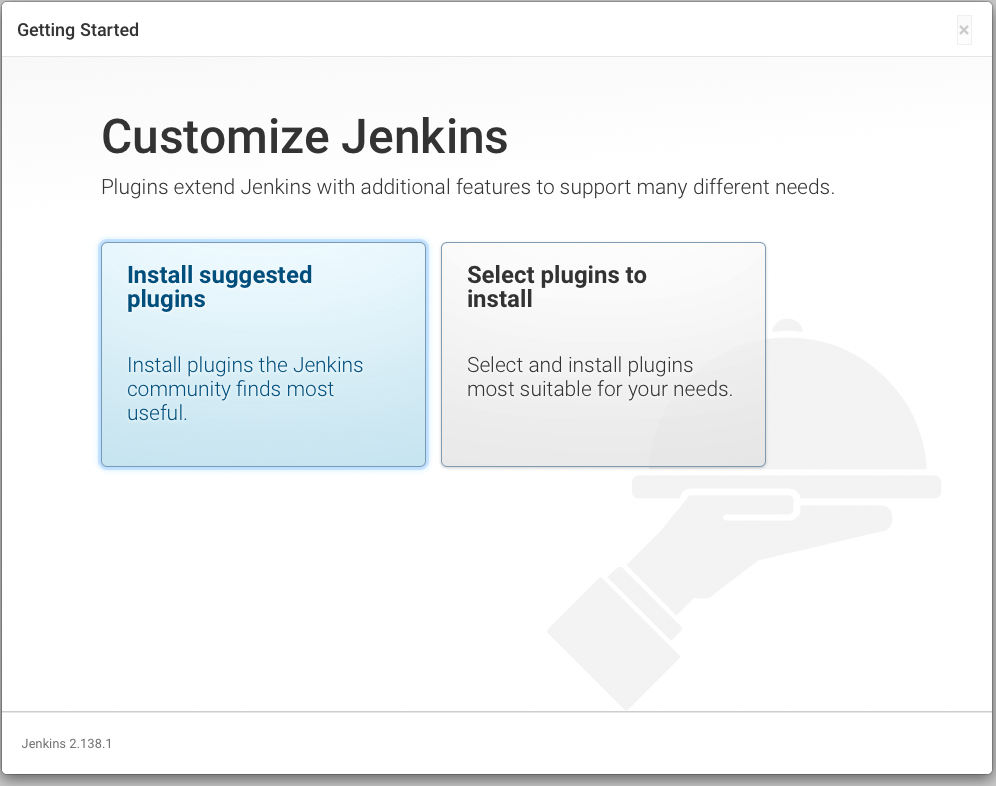 Getting Started
×
Customize Jenkins
Plugins extend Jenkins with additional features to support many different needs.
Install suggested
plugins
Install plugins the Jenkins
community finds most
useful.
Select plugins to
install
Select and install plugins
most suitable for your needs.
Jenkins 2.138.1